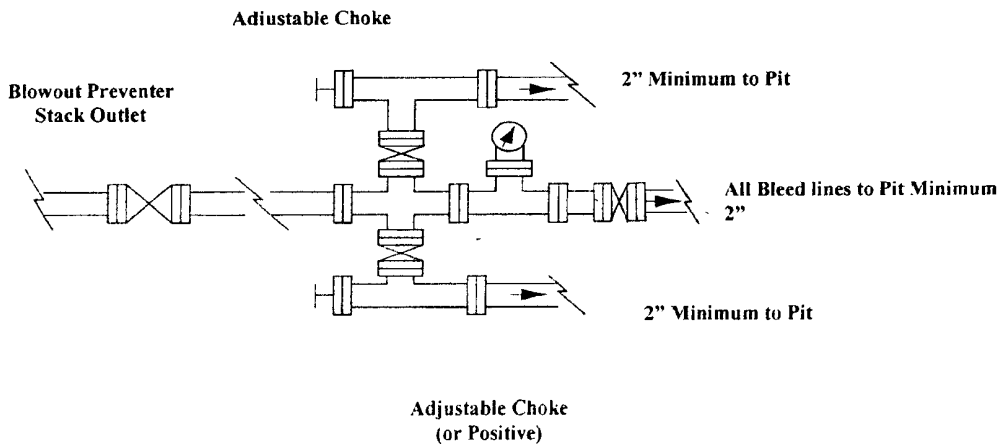 Adjustable Choke
Blowout Preventer
Stack Outlet
2” Minimum to Pit
All Bleed lines to Pit Minimum
2”
2” Minimum to Pit
Adjustable Choke
(or Positive)